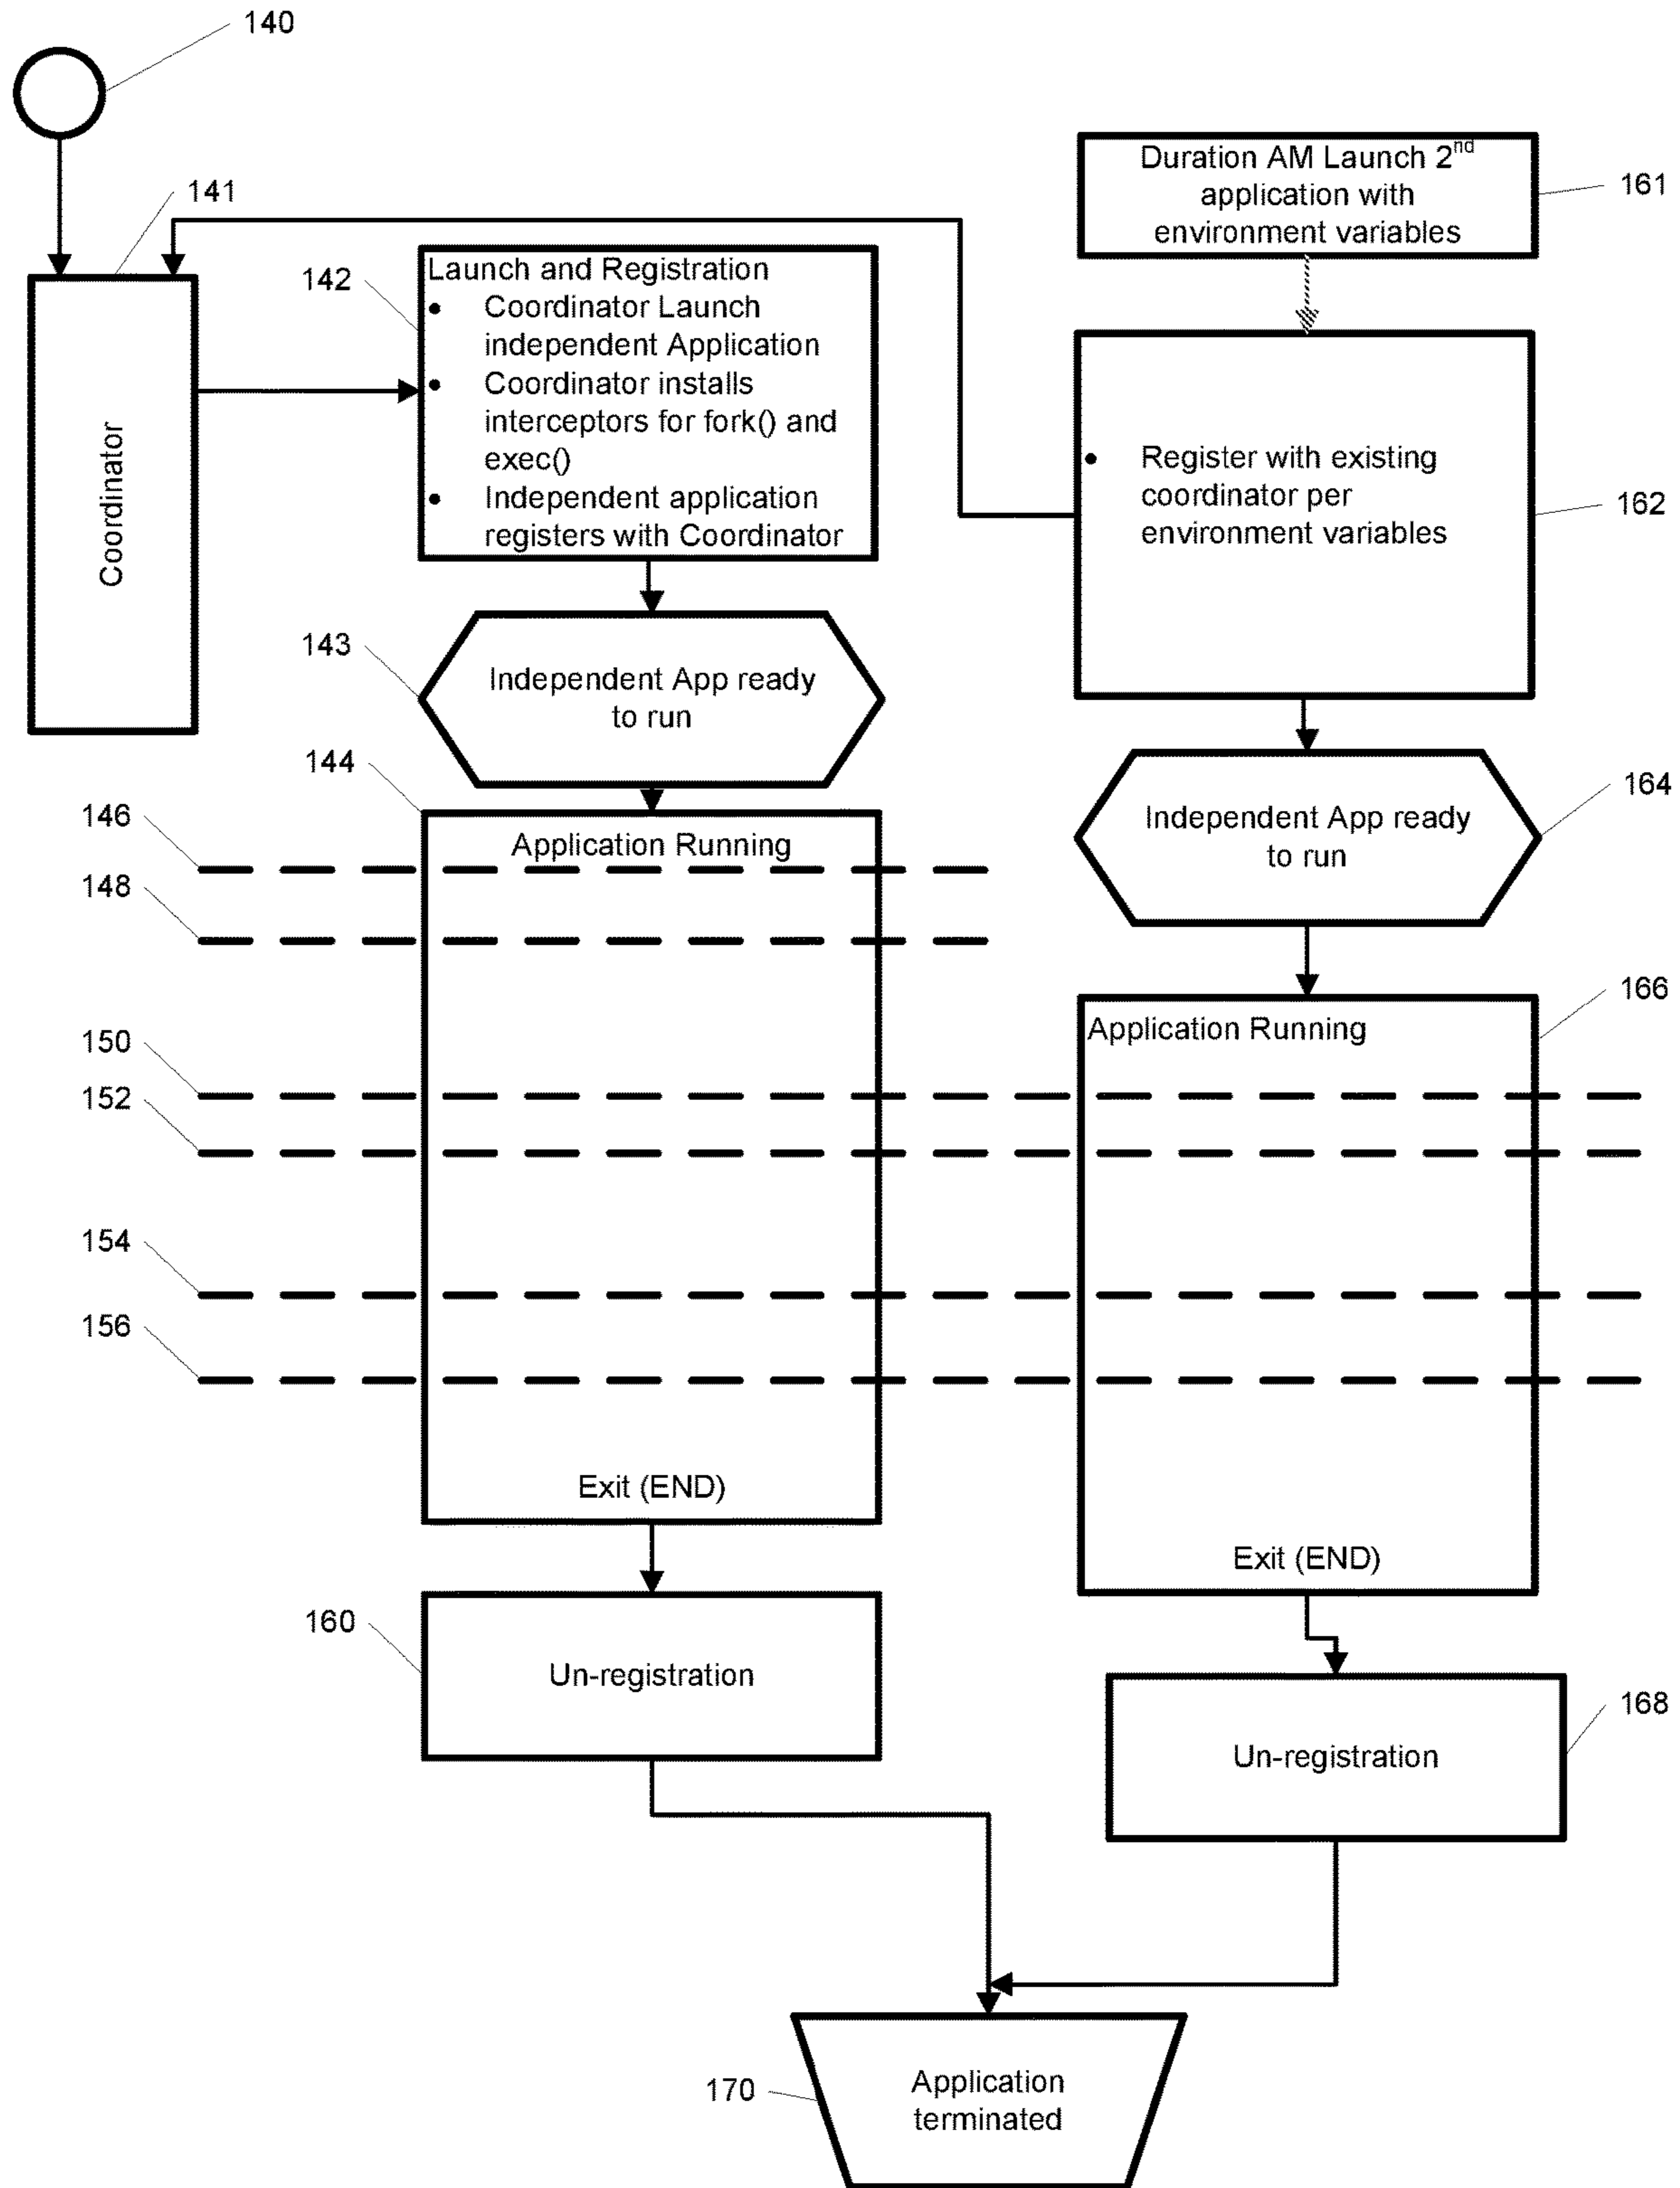 140
Duration AM Launch 2nd
application with
environment variables
161
141
142
Launch and Registration
• Coordinator Launch
independent Application
• Coordinator installs
interceptors for fork() and
exec()
• Independent application
registers with Coordinator
Coordinator
• Register with existing
coordinator per
environment variables
162
143
Independent App ready
to run
144
164
Independent App ready
to run
146
Application Running
148
166
Application Running
150
152
154
156
Exit (END)
Exit (END)
160
Un-registration
168
Un-registration
170
Application
terminated